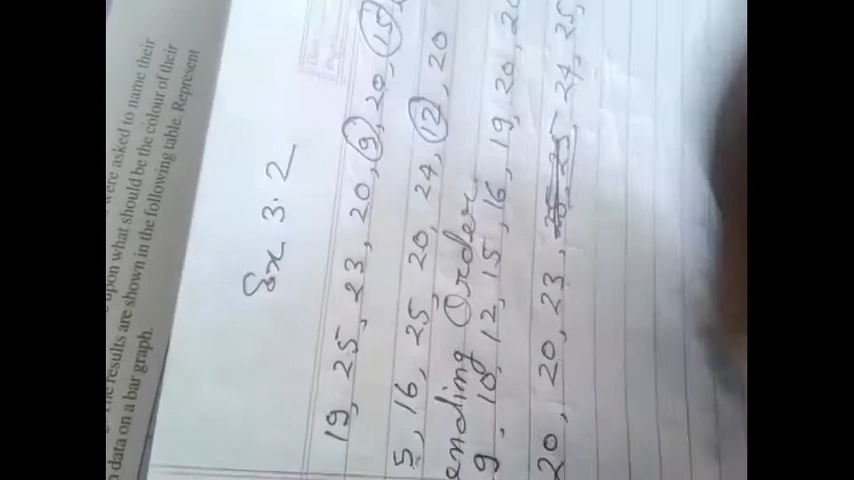 were asked to name their
upon what should be the colour of their
The results are shown in the following table. Represent
data on a bar graph.
Ex 3.2
19, 25, 23, 20, 9, 20, 15,
5, 16, 25, 20, 24, 12, 20
ending Order
9, 10, 12, 15, 16, 19, 20, 20
20, 20, 23, 24, 25,